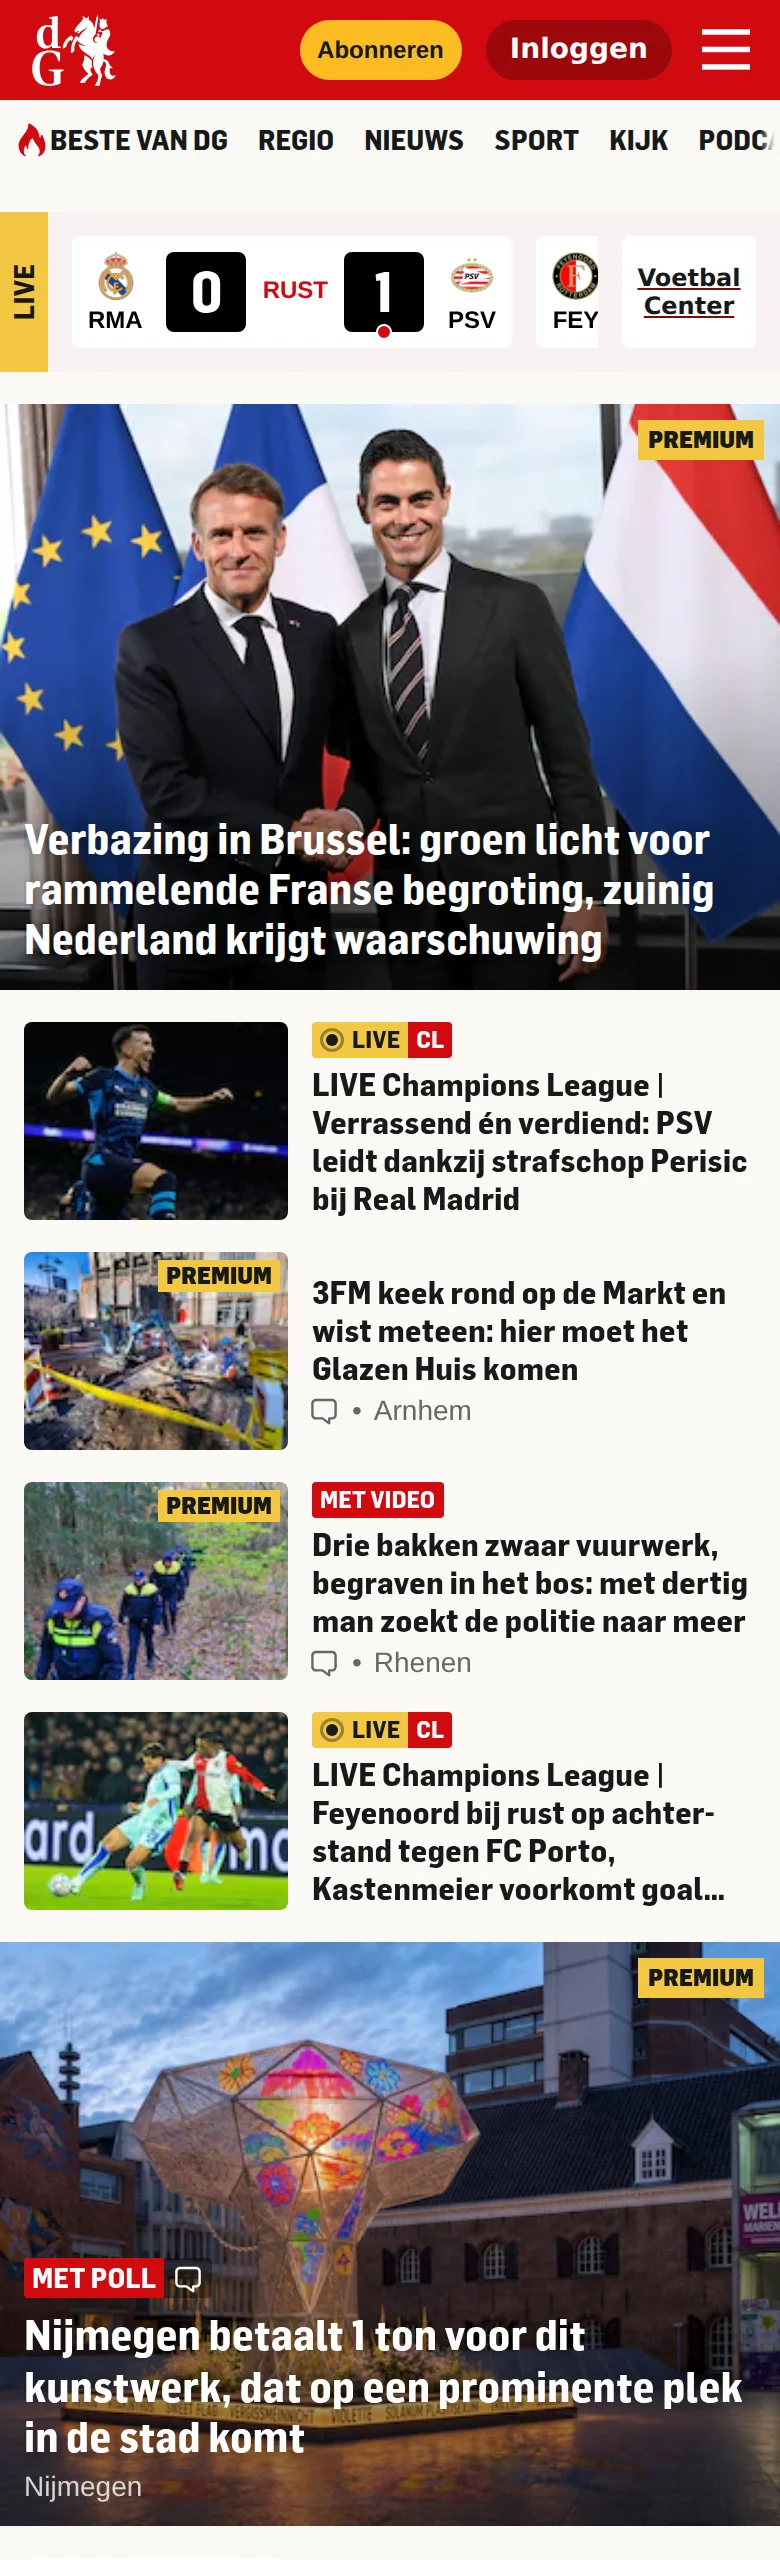 dG
Abonneren
Inloggen
BESTE VAN DG
REGIO
NIEUWS
SPORT
KIJK
PODCA
LIVE
RMA
0
RUST
1
PSV
PSV
FEYENOORD
ROTTERDAM
FEY
Voetbal
Center
PREMIUM
Verbazing in Brussel: groen licht voor
rammelende Franse begroting, zuinig
Nederland krijgt waarschuwing
LIVE CL
LIVE Champions League |
Verrassend én verdiend: PSV
leidt dankzij strafschop Perisic
bij Real Madrid
PREMIUM
3FM keek rond op de Markt en
wist meteen: hier moet het
Glazen Huis komen
• Arnhem
PREMIUM
MET VIDEO
Drie bakken zwaar vuurwerk,
begraven in het bos: met dertig
man zoekt de politie naar meer
• Rhenen
ard
LIVE CL
LIVE Champions League |
Feyenoord bij rust op achter-
stand tegen FC Porto,
Kastenmeier voorkomt goal...
PREMIUM
MET POLL
Nijmegen betaalt 1 ton voor dit
kunstwerk, dat op een prominente plek
in de stad komt
Nijmegen